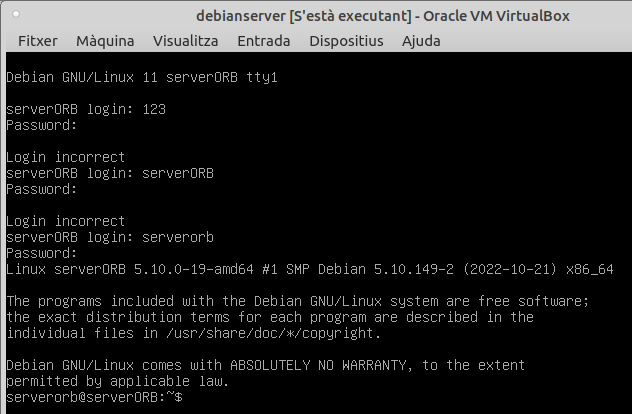 debianserver [S'està executant] - Oracle VM VirtualBox
Fitxer Màquina Visualitza Entrada Dispositius Ajuda
Debian GNU/Linux 11 serverORB tty1
serverORB login: 123
Password:
Login incorrect
serverORB login: serverORB
Password:
Login incorrect
serverORB login: serverorb
Password:
Linux serverORB 5.10.0-19-amd64 #1 SMP Debian 5.10.149-2 (2022-10-21) x86_64
The programs included with the Debian GNU/Linux system are free software;
the exact distribution terms for each program are described in the
individual files in /usr/share/doc/*/copyright.
Debian GNU/Linux comes with ABSOLUTELY NO WARRANTY, to the extent
permitted by applicable law.
serverorb@serverORB:~$